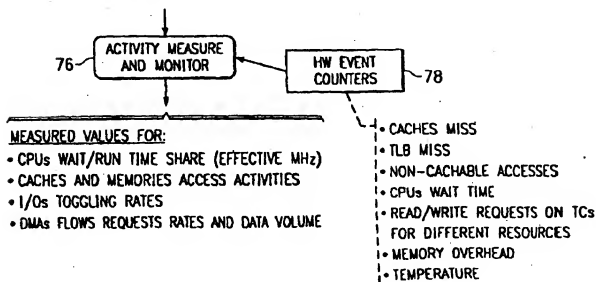 76
ACTIVITY MEASURE
AND MONITOR
HW EVENT
COUNTERS
78
MEASURED VALUES FOR:
• CPUs WAIT/RUN TIME SHARE (EFFECTIVE MHz)
• CACHES AND MEMORIES ACCESS ACTIVITIES
• I/Os TOGGLING RATES
• DMAs FLOWS REQUESTS RATES AND DATA VOLUME
• CACHES MISS
• TLB MISS
• NON-CACHABLE ACCESSES
• CPUs WAIT TIME
• READ/WRITE REQUESTS ON TCs
FOR DIFFERENT RESOURCES
• MEMORY OVERHEAD
• TEMPERATURE